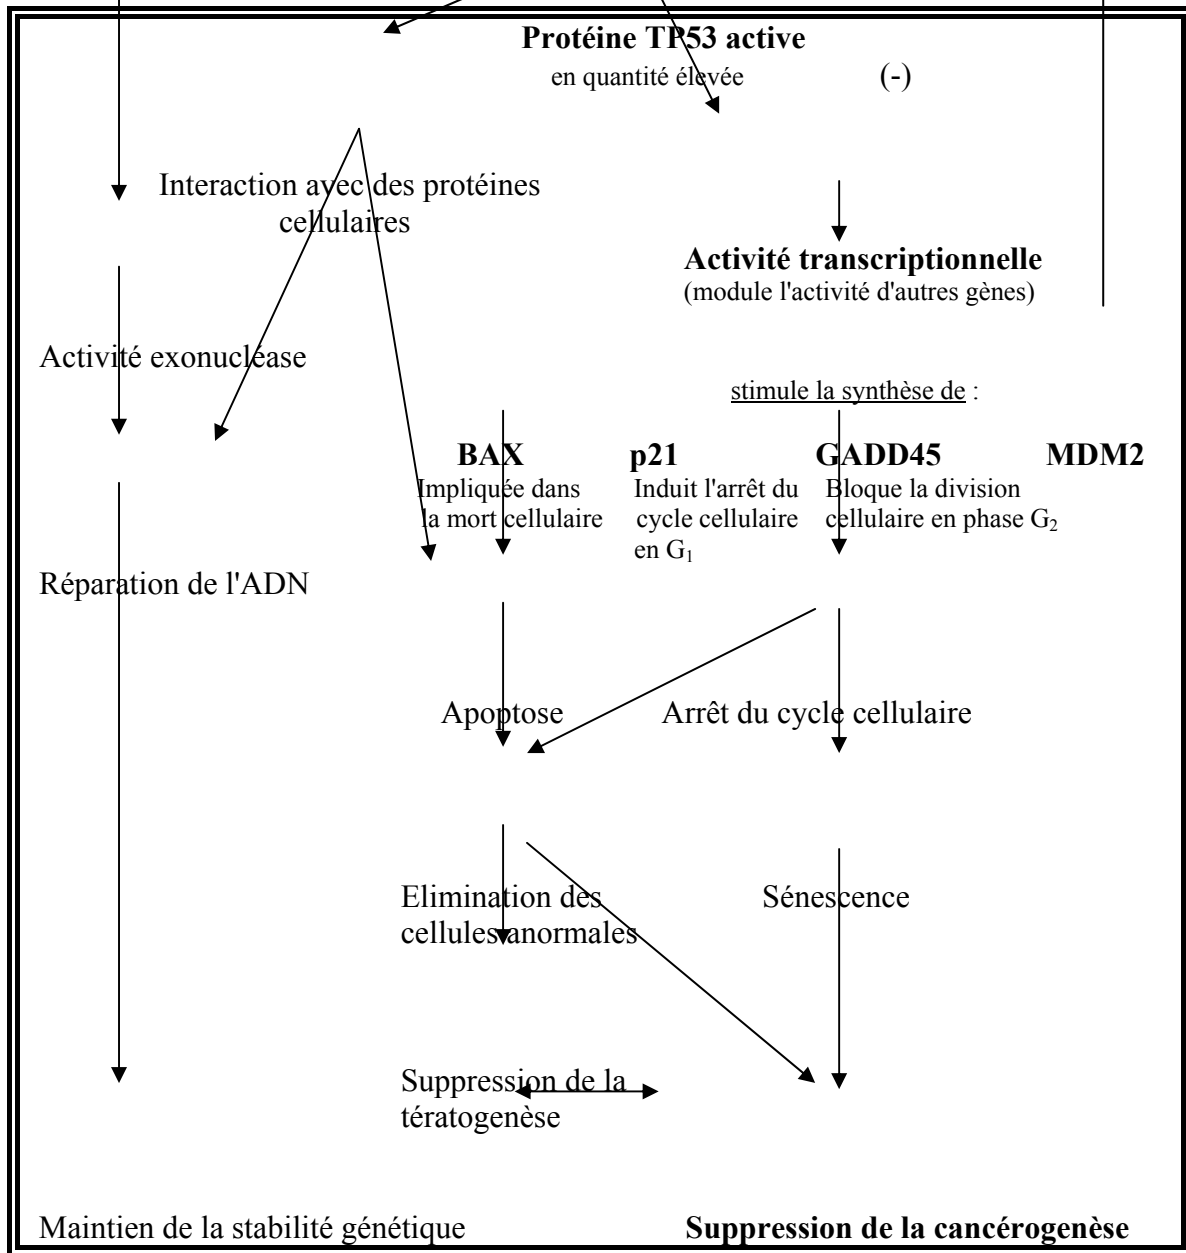 Protéine TP53 active
en quantité élevée
(-)
Interaction avec des protéines
cellulaires
Activité transcriptionnelle
(module l'activité d'autres gènes)
Activité exonucléase
stimule la synthèse de :
BAX
Impliquée dans
la mort cellulaire
p21
Induit l'arrêt du
cycle cellulaire
en G₁
GADD45
Bloque la division
cellulaire en phase G₂
MDM2
Réparation de l'ADN
Apoptose
Arrêt du cycle cellulaire
Elimination des
cellules anormales
Sénescence
Suppression de la
tératogenèse
Maintien de la stabilité génétique
Suppression de la cancérogenèse